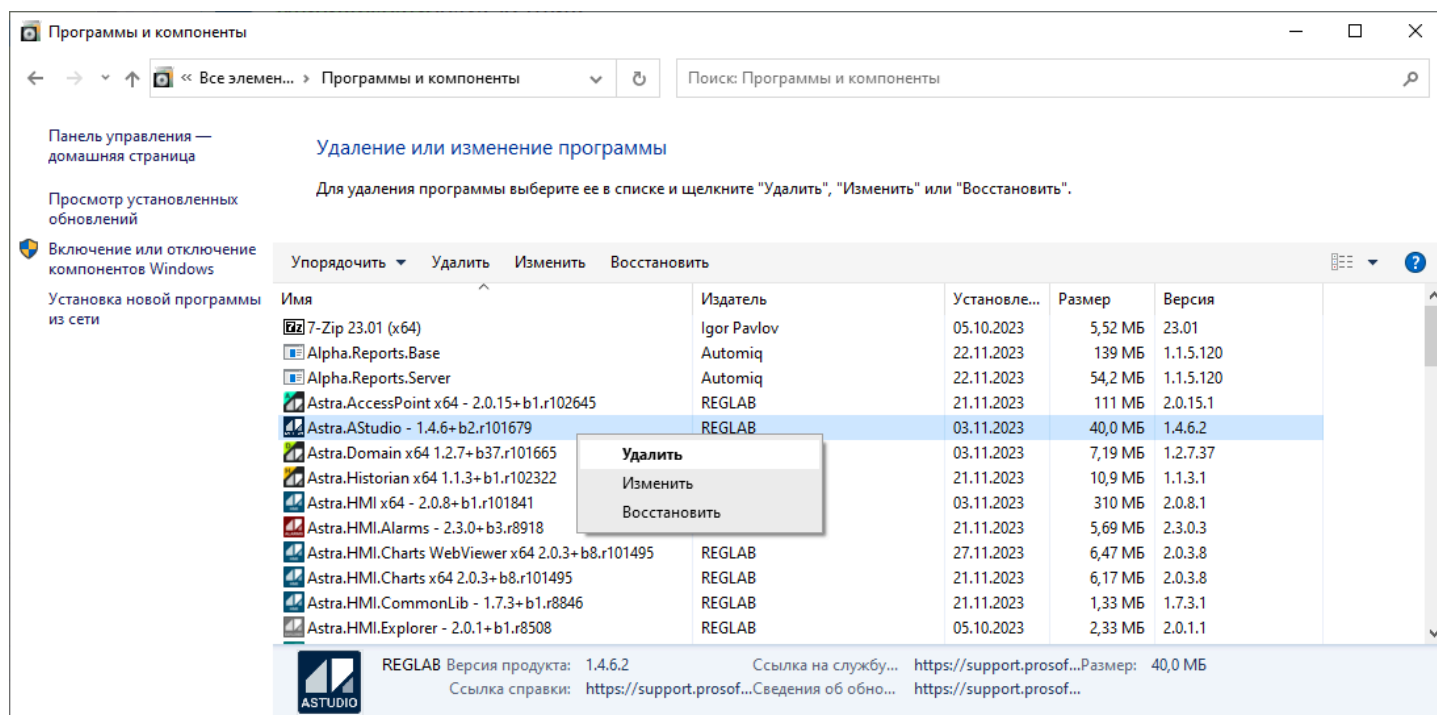 Программы и компоненты
« Все элемен... › Программы и компоненты
Поиск: Программы и компоненты
Панель управления —
домашняя страница
Просмотр установленных
обновлений
Включение или отключение
компонентов Windows
Установка новой программы
из сети
Удаление или изменение программы
Для удаления программы выберите ее в списке и щелкните "Удалить", "Изменить" или "Восстановить".
Упорядочить Удалить Изменить Восстановить
Имя Издатель Установле... Размер Версия
7-Zip 23.01 (x64) Igor Pavlov 05.10.2023 5,52 МБ 23.01
Alpha.Reports.Base Automiq 22.11.2023 139 МБ 1.1.5.120
Alpha.Reports.Server Automiq 22.11.2023 54,2 МБ 1.1.5.120
Astra.AccessPoint x64 - 2.0.15+b1.r102645 REGLAB 21.11.2023 111 МБ 2.0.15.1
Astra.AStudio - 1.4.6+b2.r101679 REGLAB 03.11.2023 40,0 МБ 1.4.6.2
Astra.Domain x64 1.2.7+b37.r101665 03.11.2023 7,19 МБ 1.2.7.37
Astra.Historian x64 1.1.3+b1.r102322 21.11.2023 10,9 МБ 1.1.3.1
Astra.HMI x64 - 2.0.8+b1.r101841 03.11.2023 310 МБ 2.0.8.1
Astra.HMI.Alarms - 2.3.0+b3.r8918 21.11.2023 5,69 МБ 2.3.0.3
Astra.HMI.Charts WebViewer x64 2.0.3+b8.r101495 REGLAB 27.11.2023 6,47 МБ 2.0.3.8
Astra.HMI.Charts x64 2.0.3+b8.r101495 REGLAB 21.11.2023 6,17 МБ 2.0.3.8
Astra.HMI.CommonLib - 1.7.3+b1.r8846 REGLAB 21.11.2023 1,33 МБ 1.7.3.1
Astra.HMI.Explorer - 2.0.1+b1.r8508 REGLAB 05.10.2023 2,33 МБ 2.0.1.1
Удалить
Изменить
Восстановить
REGLAB Версия продукта: 1.4.6.2 Ссылка на службу... https://support.prosof... Размер: 40,0 МБ
Ссылка справки: https://support.prosof... Сведения об обно... https://support.prosof...
ASTUDIO